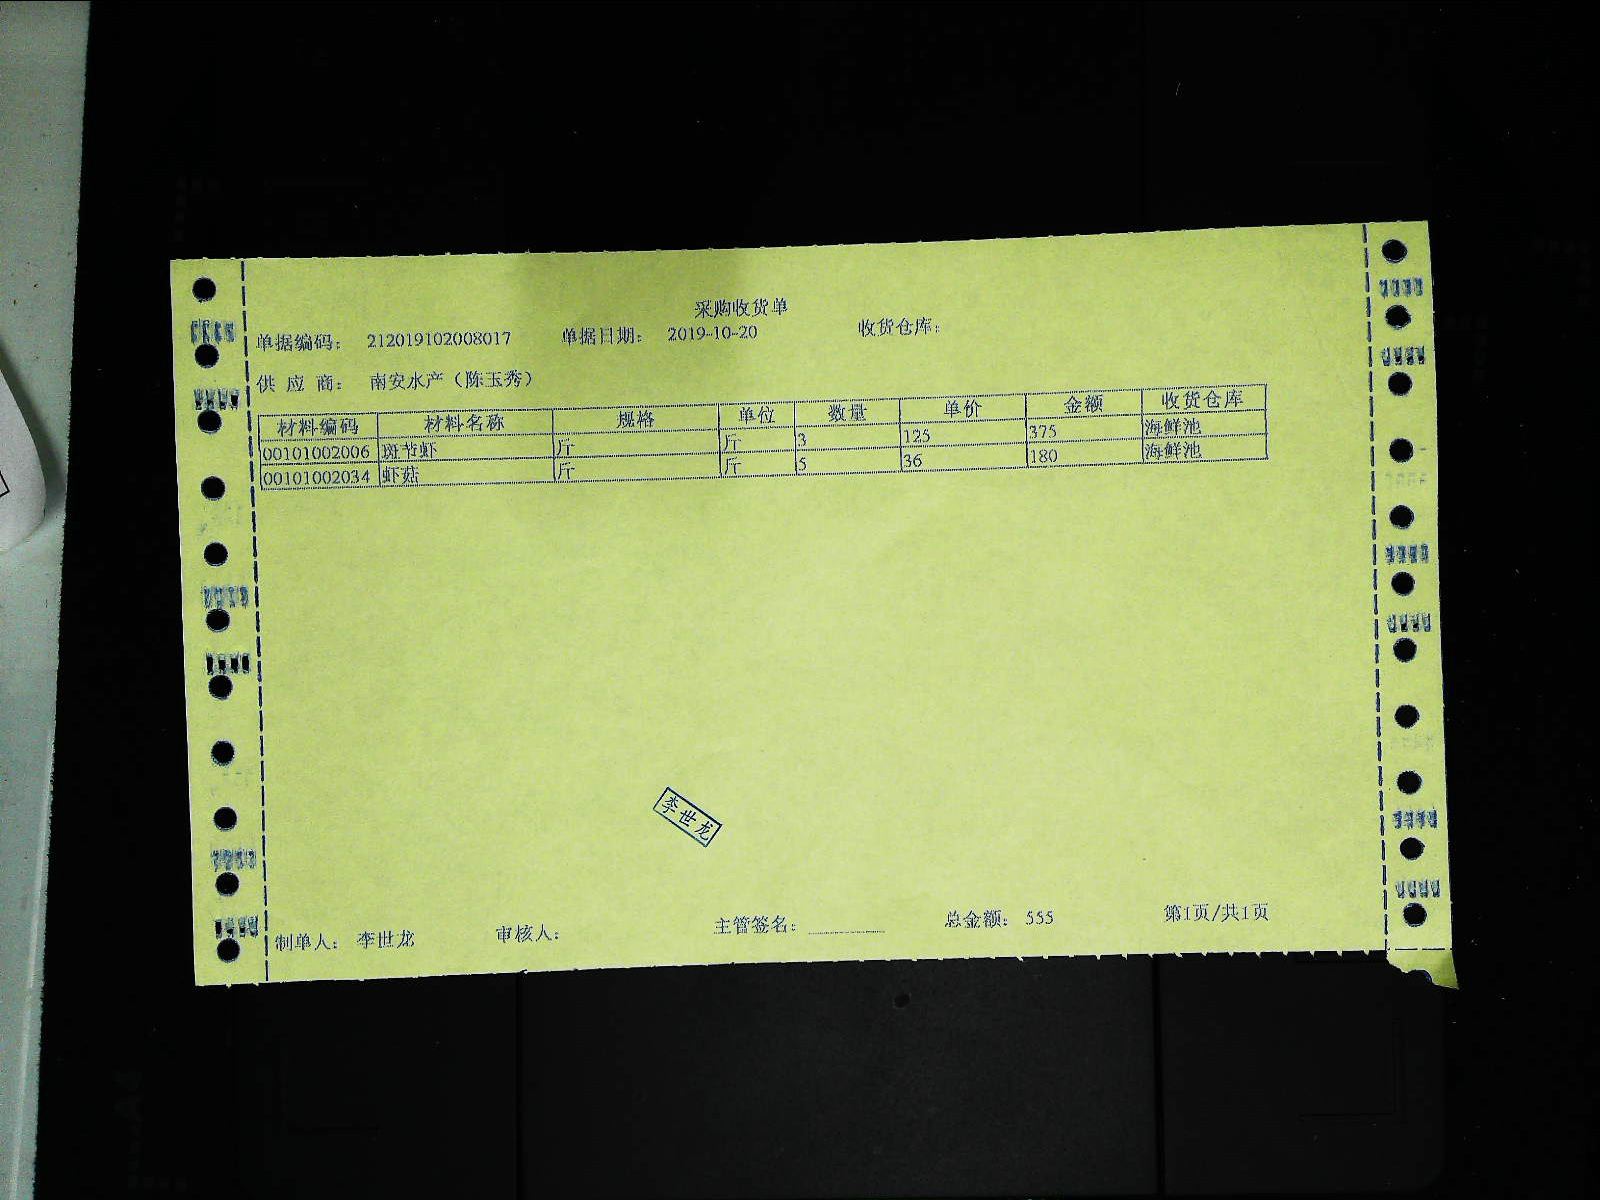 采购收货单
单据编码： 212019102008017 单据日期： 2019-10-20 收货仓库：
供 应 商： 南安水产（陈玉秀）
材料编码 材料名称 规格 单位 数量 单价 金额 收货仓库
00101002006 斑节虾 斤 斤 3 125 375 海鲜池
00101002034 虾菇 斤 斤 5 36 180 海鲜池
李世龙
制单人： 李世龙 审核人： 主管签名： 总金额： 555 第1页/共1页